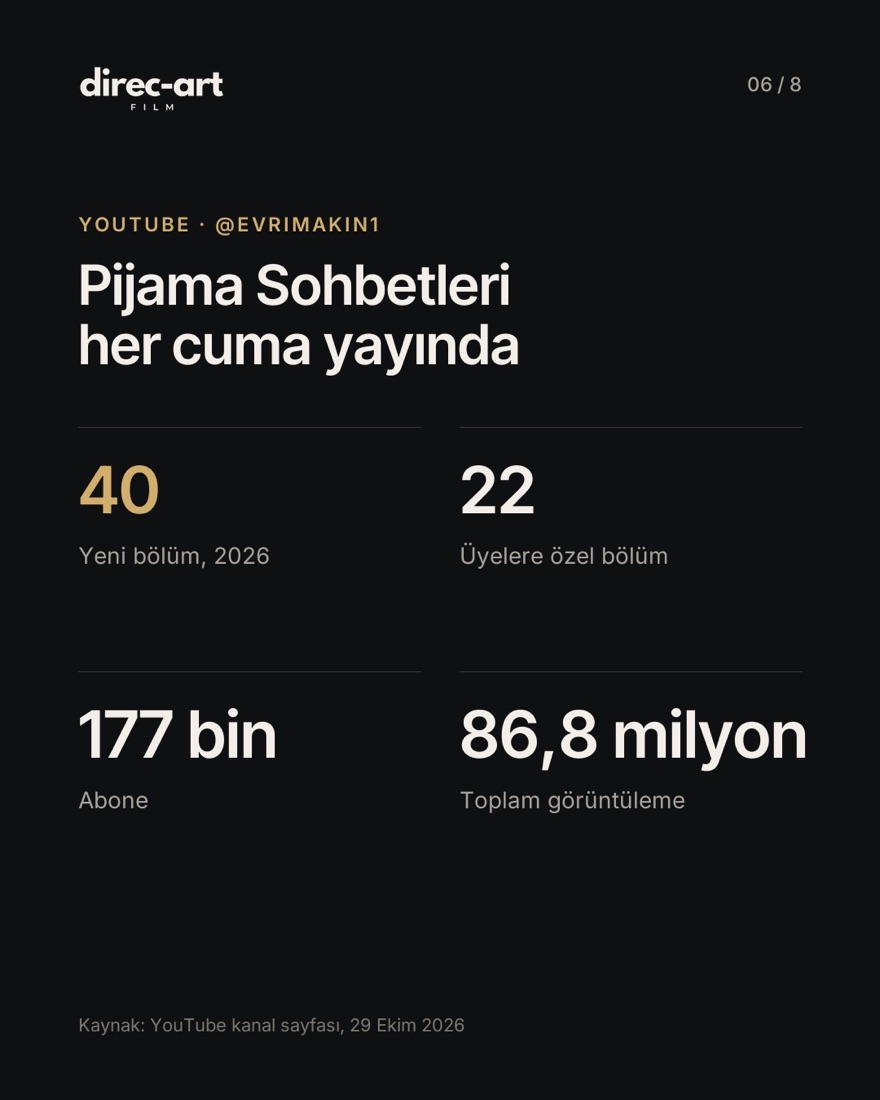 direc-art
FILM
06 / 8
YOUTUBE · @EVRIMAKIN1
Pijama Sohbetleri
her cuma yayında
40
Yeni bölüm, 2026
22
Üyelere özel bölüm
177 bin
Abone
86,8 milyon
Toplam görüntüleme
Kaynak: YouTube kanal sayfası, 29 Ekim 2026